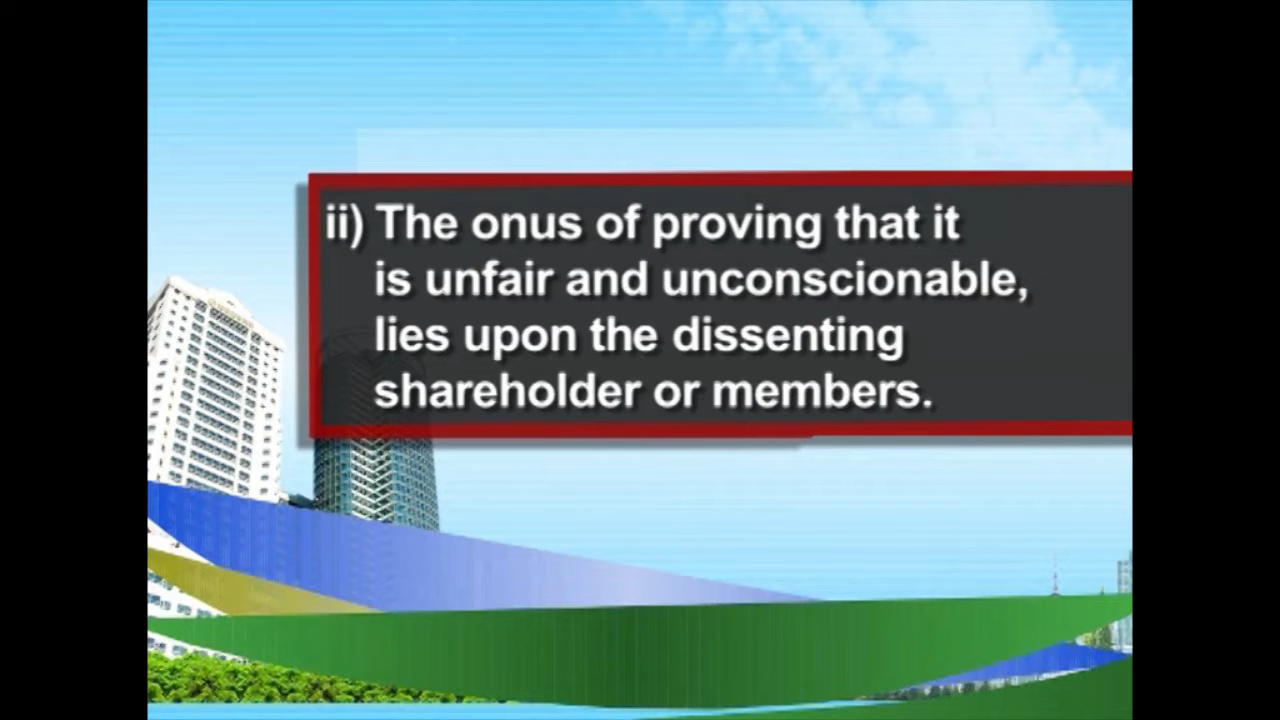 ii) The onus of proving that it
is unfair and unconscionable,
lies upon the dissenting
shareholder or members.